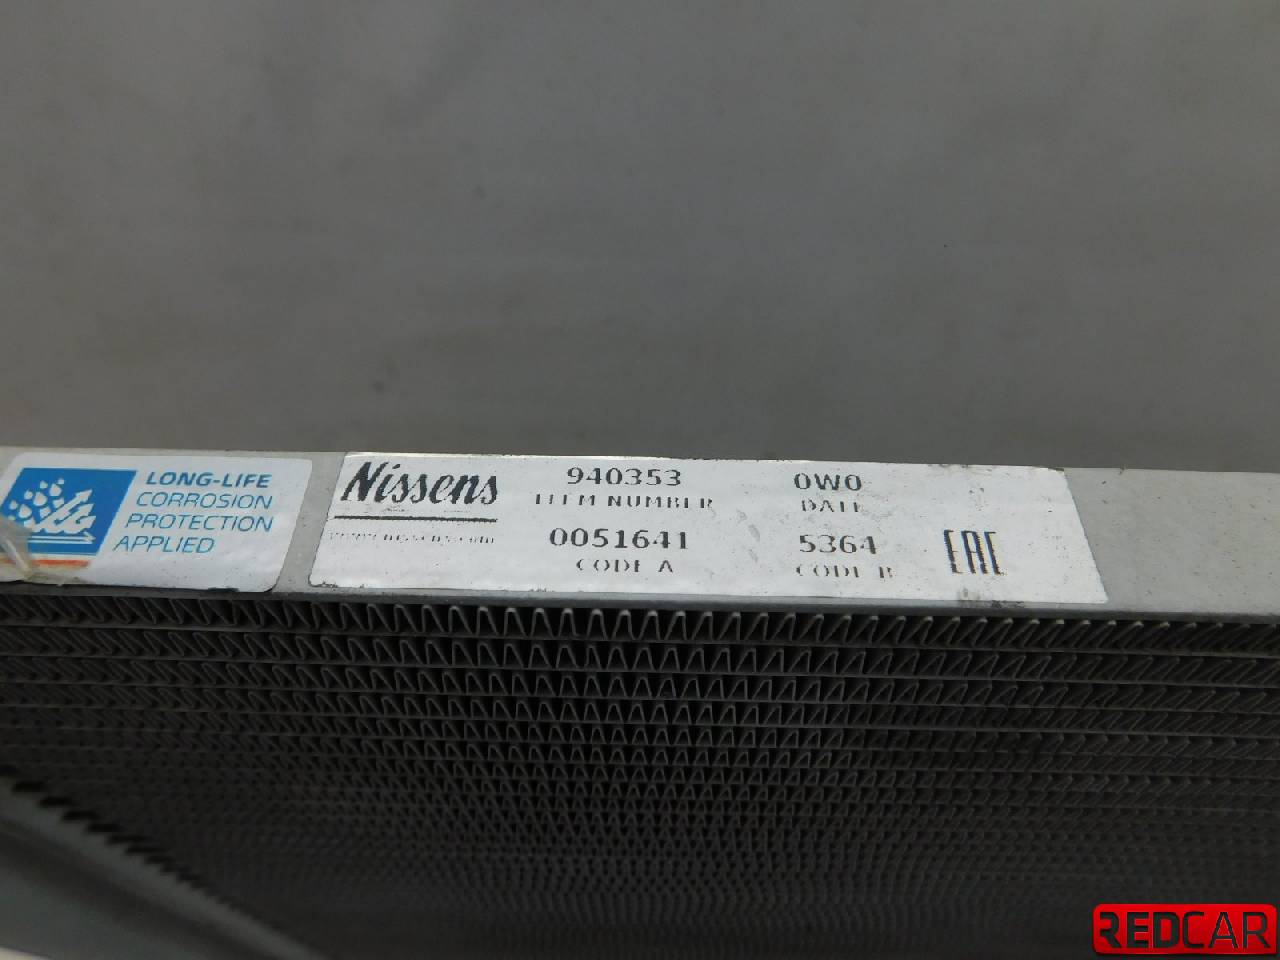 LONG-LIFE
CORROSION
PROTECTION
APPLIED
Nissens
940353
ITEM NUMBER
0W0
DATE
0051641
CODE A
5364
CODE B
EAC
REDCAR